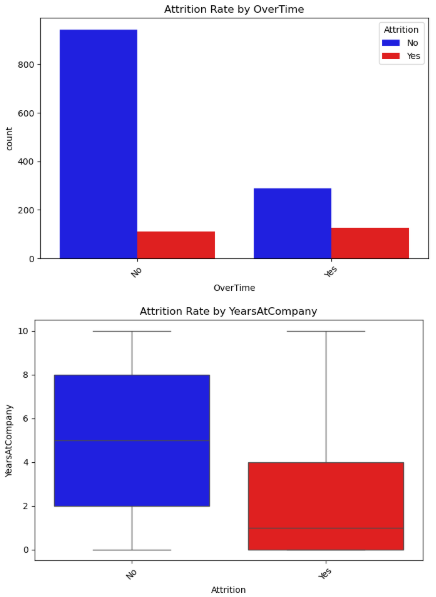 Attrition Rate by OverTime
Attrition
No
Yes
800
600
400
200
0
count
No
Yes
OverTime
Attrition Rate by YearsAtCompany
10
8
6
4
2
0
YearsAtCompany
No
Yes
Attrition